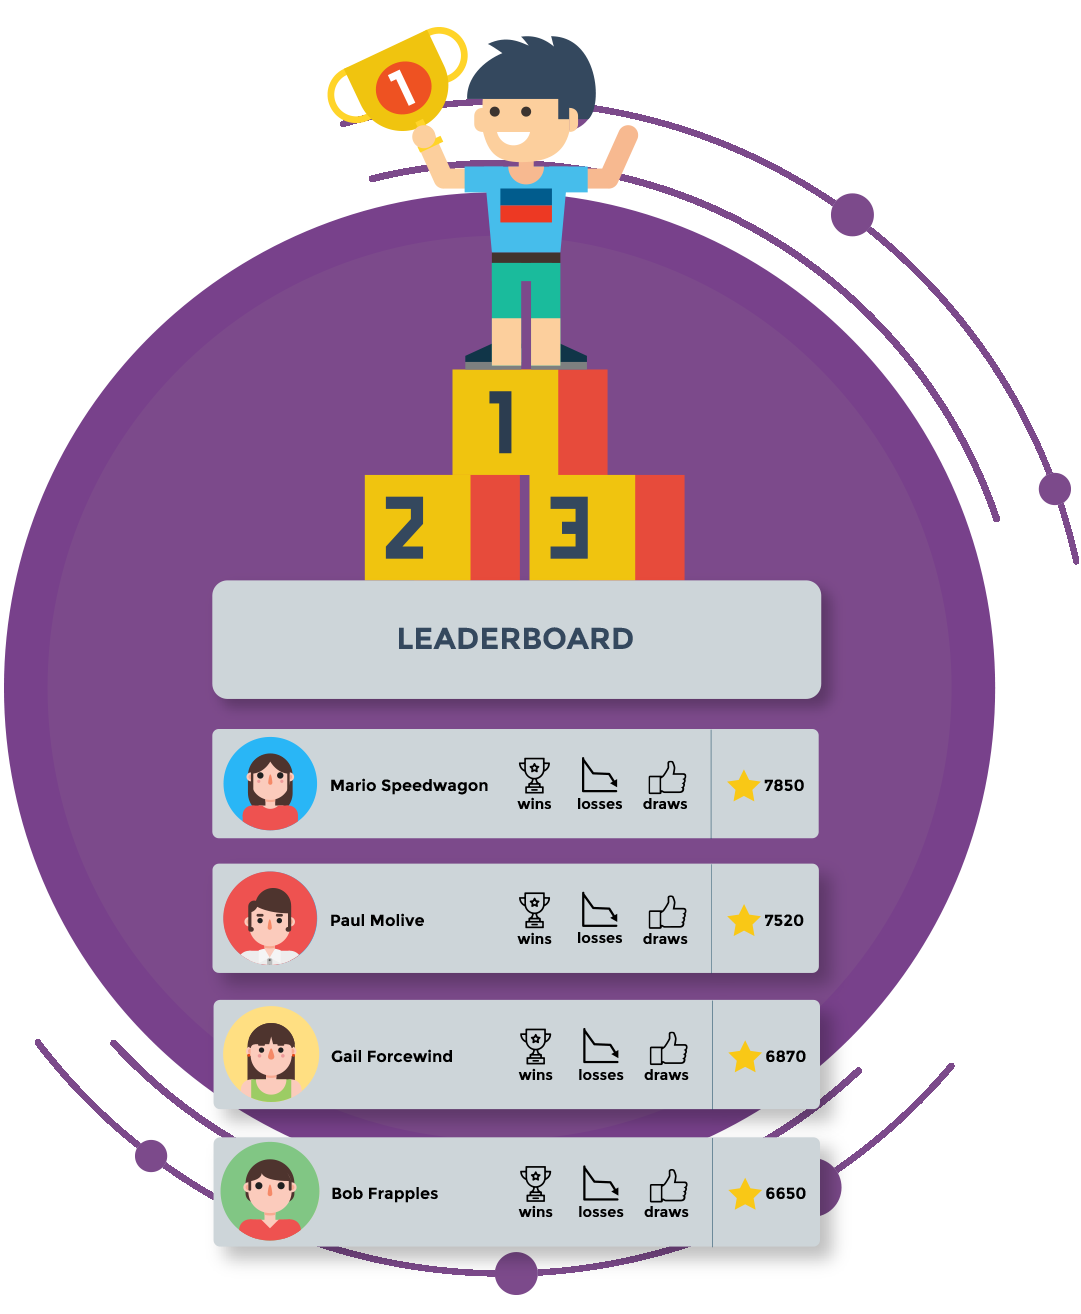 1
1
2 3
LEADERBOARD
Mario Speedwagon wins losses draws 7850
Paul Molive wins losses draws 7520
Gail Forcewind wins losses draws 6870
Bob Frapples wins losses draws 6650